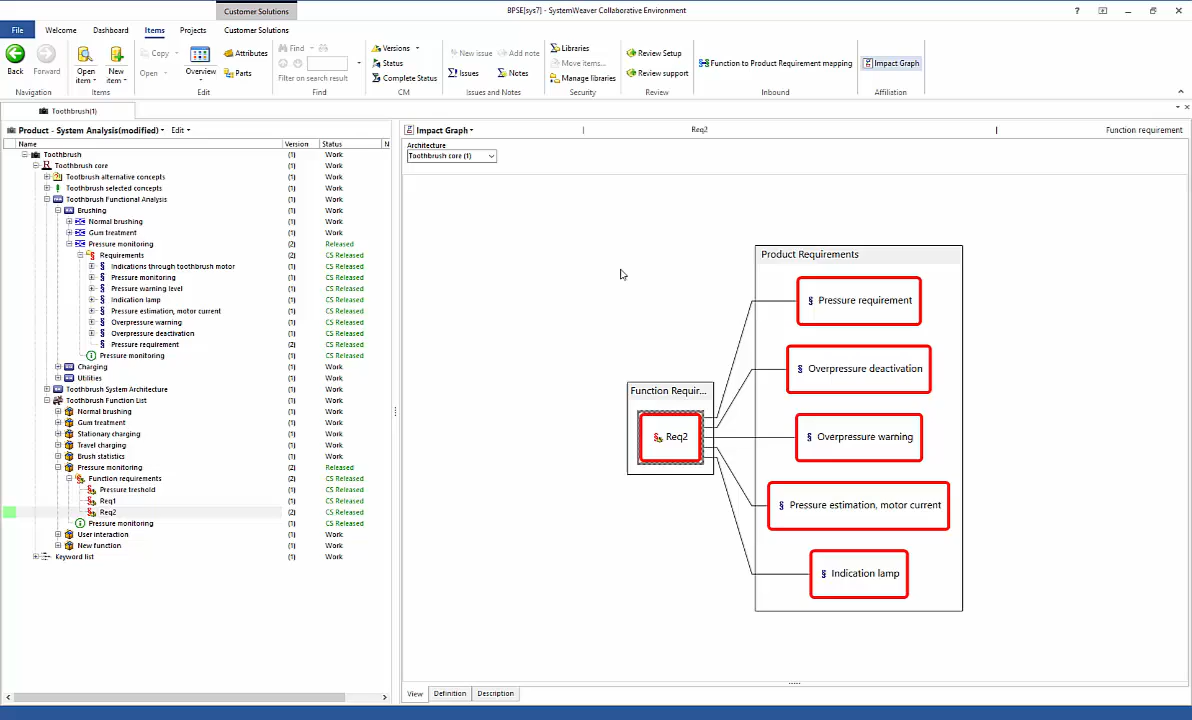 Customer Solutions
BPSE[sys7] - SystemWeaver Collaborative Environment
File Welcome Dashboard Items Projects Customer Solutions
Back Forward Navigation
Open item New item Items
Copy Open Overview Attributes Parts Edit
Find Filter on search result Find
Versions Status Complete Status CM
New issue Add note Issues Notes Issues and Notes
Libraries Move items... Manage libraries Security
Review Setup Review support Review
Function to Product Requirement mapping Inbound
Impact Graph Affiliation
Toothbrush(1)
Product - System Analysis(modified) Edit
Name Version Status N
Toothbrush (1) Work
Toothbrush core (1) Work
Tootbrush alternative concepts (1) Work
Toothbrush selected concepts (1) Work
Toothbrush Functional Analysis (1) Work
Brushing (1) Work
Normal brushing (1) Work
Gum treatment (1) Work
Pressure monitoring (2) Released
Requirements (2) CS Released
Indications through toothbrush motor (1) CS Released
Pressure monitoring (1) CS Released
Pressure warning level (1) CS Released
Indication lamp (1) CS Released
Pressure estimation, motor current (1) CS Released
Overpressure warning (1) CS Released
Overpressure deactivation (1) CS Released
Pressure requirement (2) CS Released
Pressure monitoring (1) CS Released
Charging (1) Work
Utilities (1) Work
Toothbrush System Architecture (1) Work
Toothbrush Function List (1) Work
Normal brushing (1) Work
Gum treatment (1) Work
Stationary charging (1) Work
Travel charging (1) Work
Brush statistics (1) Work
Pressure monitoring (2) Released
Function requirements (2) CS Released
Pressure treshold (1) CS Released
Req1 (1) CS Released
Req2 (2) CS Released
Pressure monitoring (1) CS Released
User interaction (1) Work
New function (1) Work
Keyword list (1) Work
Impact Graph Req2 Function requirement
Architecture
Toothbrush core (1)
Product Requirements
§ Pressure requirement
§ Overpressure deactivation
Function Requir...
Req2
§ Overpressure warning
§ Pressure estimation, motor current
§ Indication lamp
View Definition Description